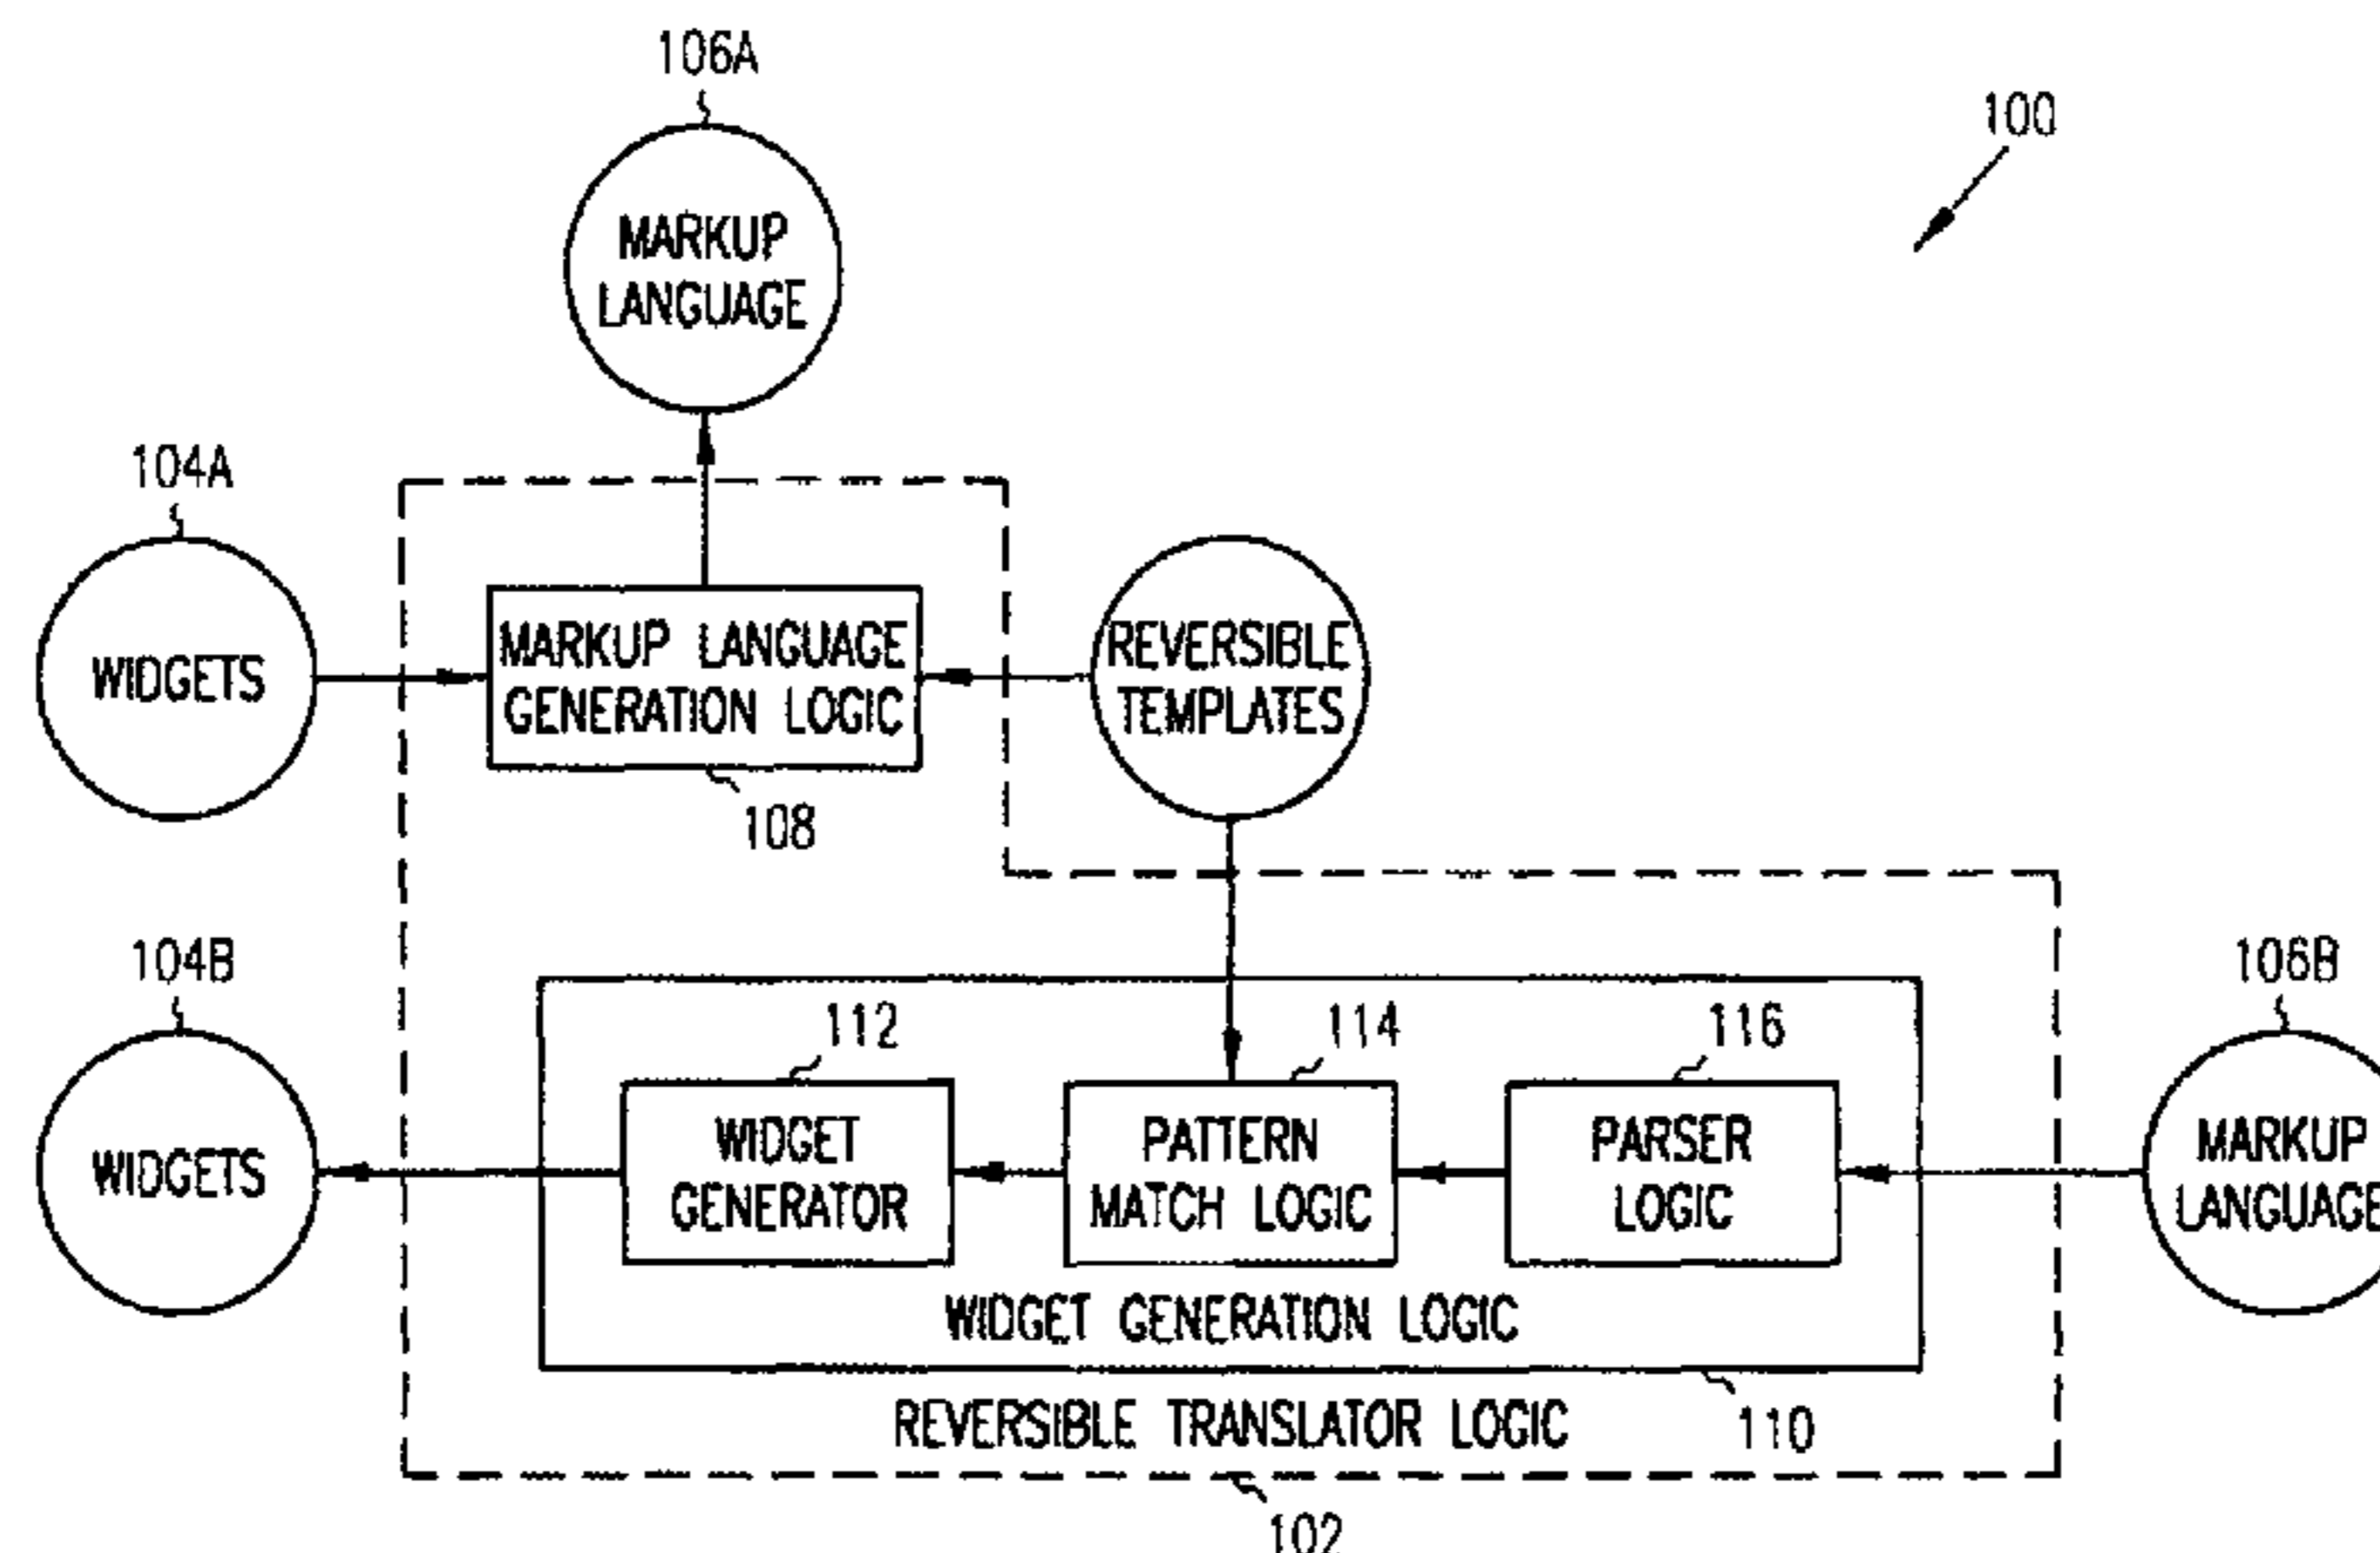 106A
100
MARKUP
LANGUAGE
104A
WIDGETS
MARKUP LANGUAGE
GENERATION LOGIC
REVERSIBLE
TEMPLATES
108
104B
106B
112
114
116
WIDGETS
WIDGET
GENERATOR
PATTERN
MATCH LOGIC
PARSER
LOGIC
MARKUP
LANGUAGE
WIDGET GENERATION LOGIC
REVERSIBLE TRANSLATOR LOGIC
110
102